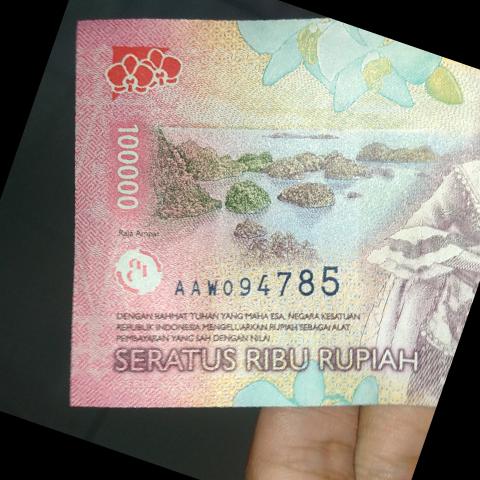 100000
Raja Ampat
AAW094785
DENGAN RAHMAT TUHAN YANG MAHA ESA, NEGARA KESATUAN
REPUBLIK INDONESIA MENGELUARKAN RUPIAH SEBAGAI ALAT
PEMBAYARAN YANG SAH DENGAN NILAI
SERATUS RIBU RUPIAH